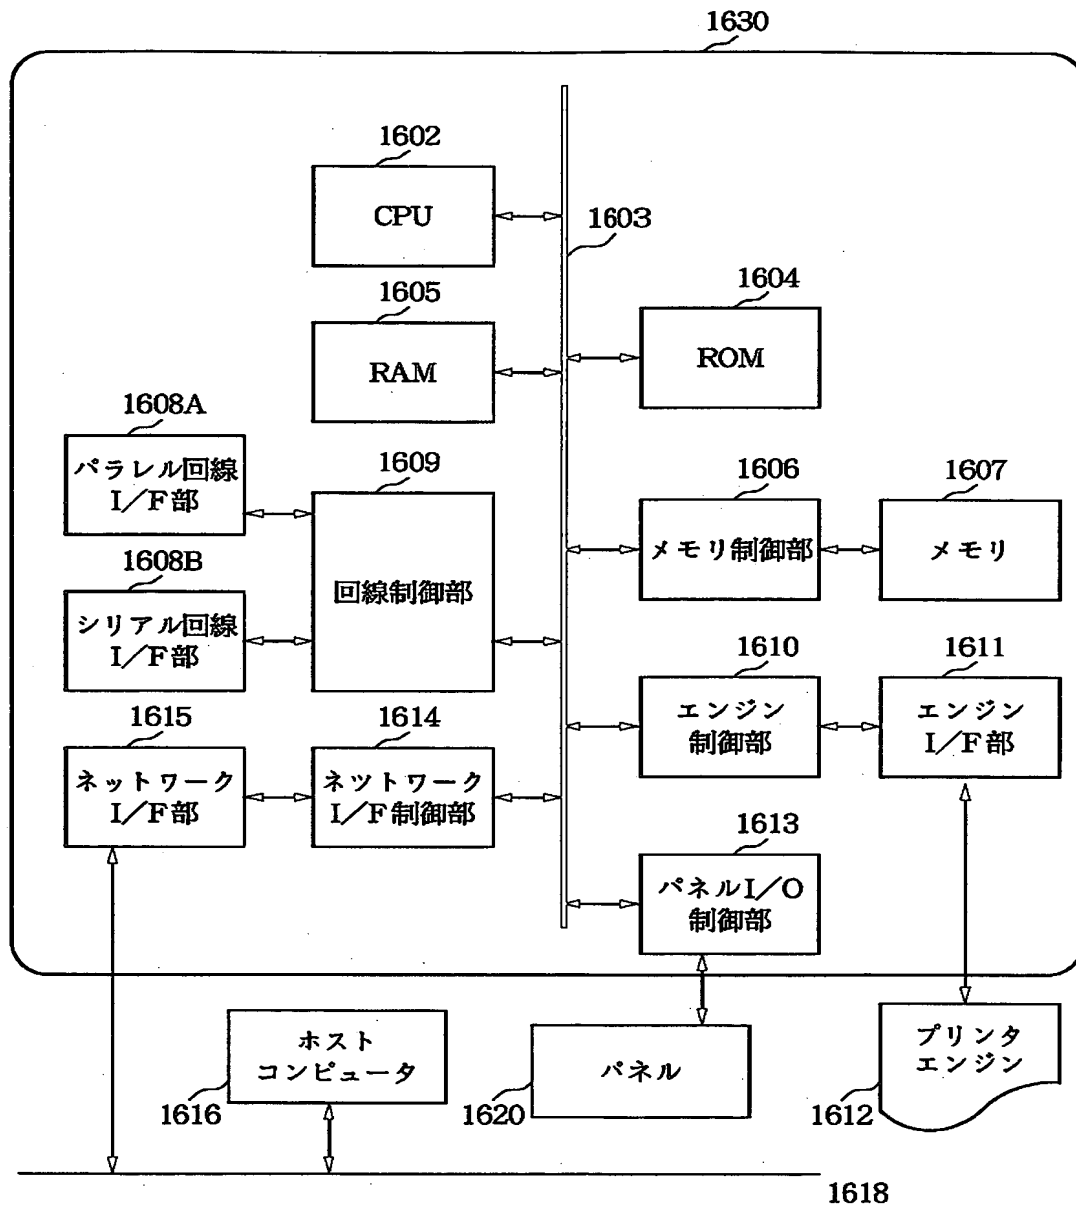 1630
1602
CPU
1603
1605
RAM
1604
ROM
1608A
パラレル回線
I/F部
1609
回線制御部
1606
メモリ制御部
1607
メモリ
1608B
シリアル回線
I/F部
1610
エンジン
制御部
1611
エンジン
I/F部
1615
ネットワーク
I/F部
1614
ネツトワーク
I/F制御部
1613
パネルI/O
制御部
ホスト
コンピュータ
1616
パネル
1620
プリンタ
エンジン
1612
1618